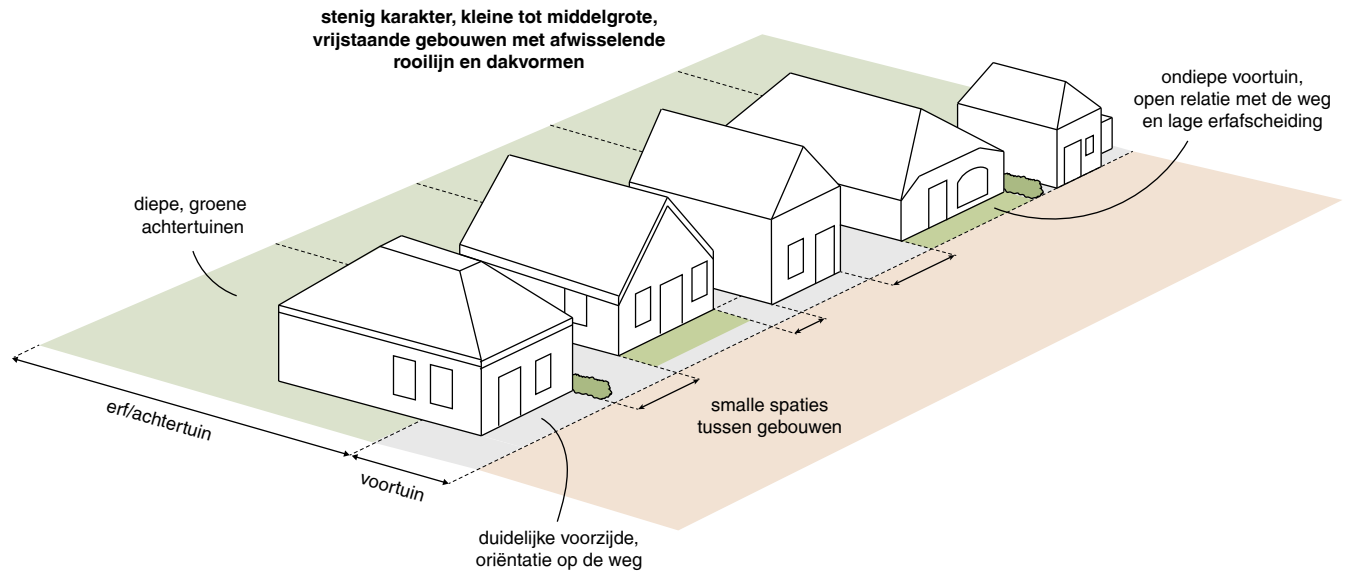 stenig karakter, kleine tot middelgrote,
vrijstaande gebouwen met afwisselende
rooilijn en dakvormen
ondiepe voortuin,
open relatie met de weg
en lage erfafscheiding
diepe, groene
achtertuinen
smalle spaties
tussen gebouwen
erf/achtertuin
voortuin
duidelijke voorzijde,
oriëntatie op de weg